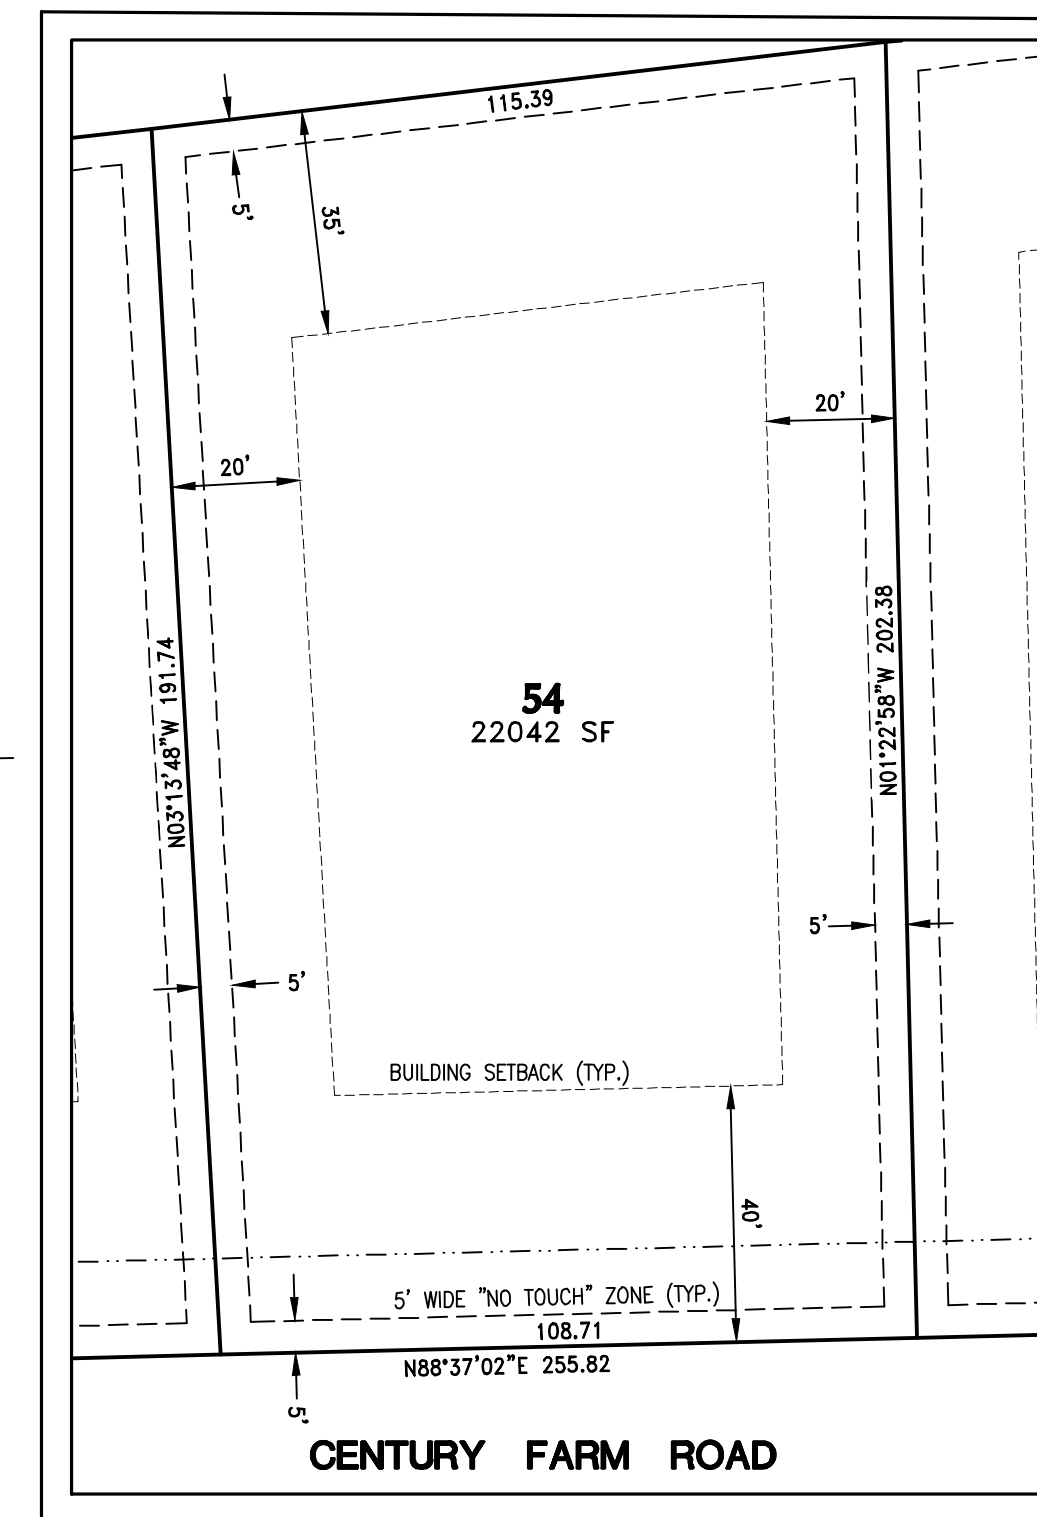 115.39
5'
35'
20'
20'
N03°13'48"W 191.74
N01°22'58"W 202.38
54
22042 SF
5'
5'
BUILDING SETBACK (TYP.)
40'
5' WIDE "NO TOUCH" ZONE (TYP.)
108.71
N88°37'02"E 255.82
5'
CENTURY FARM ROAD